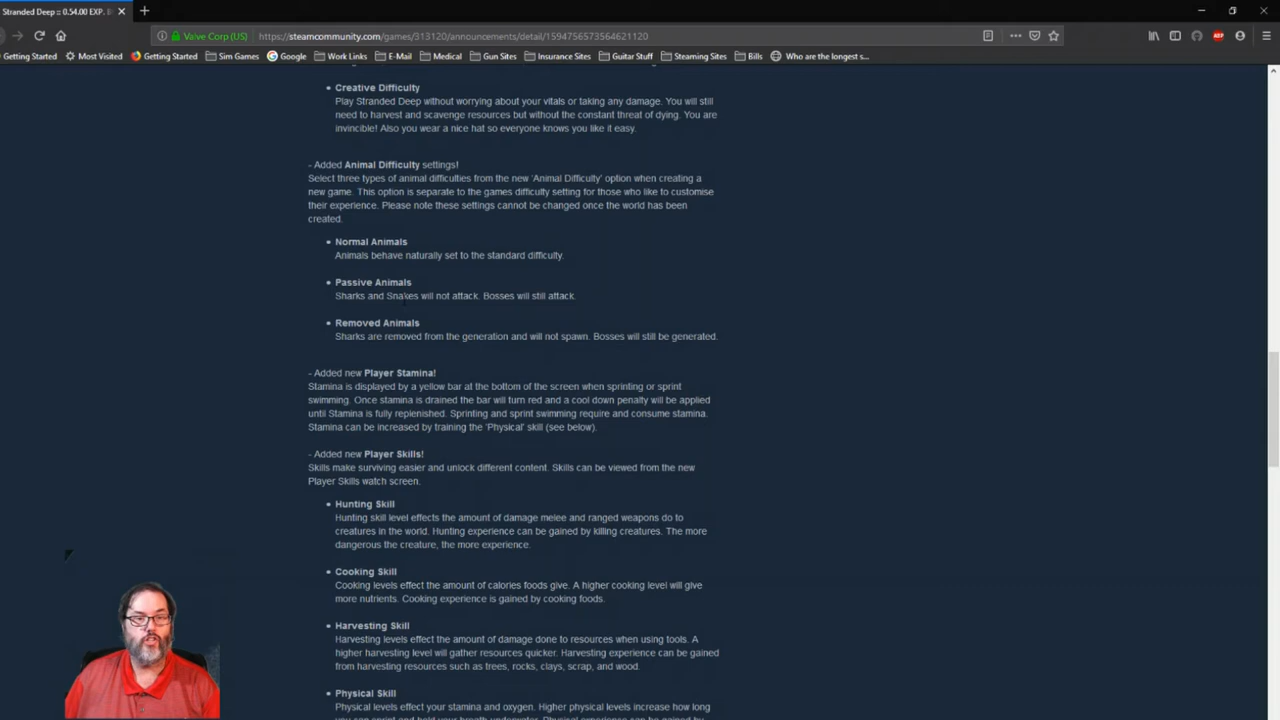 Stranded Deep :: 0.54.00 EXP.
Valve Corp (US)
https://steamcommunity.com/games/313120/announcements/detail/1594756573564621120
Getting Started
Most Visited
Getting Started
Sim Games
Google
Work Links
E-Mail
Medical
Gun Sites
Insurance Sites
Guitar Stuff
Steaming Sites
Bills
Who are the longest s...
• Creative Difficulty
Play Stranded Deep without worrying about your vitals or taking any damage. You will still
need to harvest and scavenge resources but without the constant threat of dying. You are
invincible! Also you wear a nice hat so everyone knows you like it easy.
- Added Animal Difficulty settings!
Select three types of animal difficulties from the new 'Animal Difficulty' option when creating a
new game. This option is separate to the games difficulty setting for those who like to customise
their experience. Please note these settings cannot be changed once the world has been
created.
• Normal Animals
Animals behave naturally set to the standard difficulty.
• Passive Animals
Sharks and Snakes will not attack. Bosses will still attack.
• Removed Animals
Sharks are removed from the generation and will not spawn. Bosses will still be generated.
- Added new Player Stamina!
Stamina is displayed by a yellow bar at the bottom of the screen when sprinting or sprint
swimming. Once stamina is drained the bar will turn red and a cool down penalty will be applied
until Stamina is fully replenished. Sprinting and sprint swimming require and consume stamina.
Stamina can be increased by training the 'Physical' skill (see below).
- Added new Player Skills!
Skills make surviving easier and unlock different content. Skills can be viewed from the new
Player Skills watch screen.
• Hunting Skill
Hunting skill level effects the amount of damage melee and ranged weapons do to
creatures in the world. Hunting experience can be gained by killing creatures. The more
dangerous the creature, the more experience.
• Cooking Skill
Cooking levels effect the amount of calories foods give. A higher cooking level will give
more nutrients. Cooking experience is gained by cooking foods.
• Harvesting Skill
Harvesting levels effect the amount of damage done to resources when using tools. A
higher harvesting level will gather resources quicker. Harvesting experience can be gained
from harvesting resources such as trees, rocks, clays, scrap, and wood.
• Physical Skill
Physical levels effect your stamina and oxygen. Higher physical levels increase how long
you can sprint and hold your breath underwater. Physical experience can be gained by